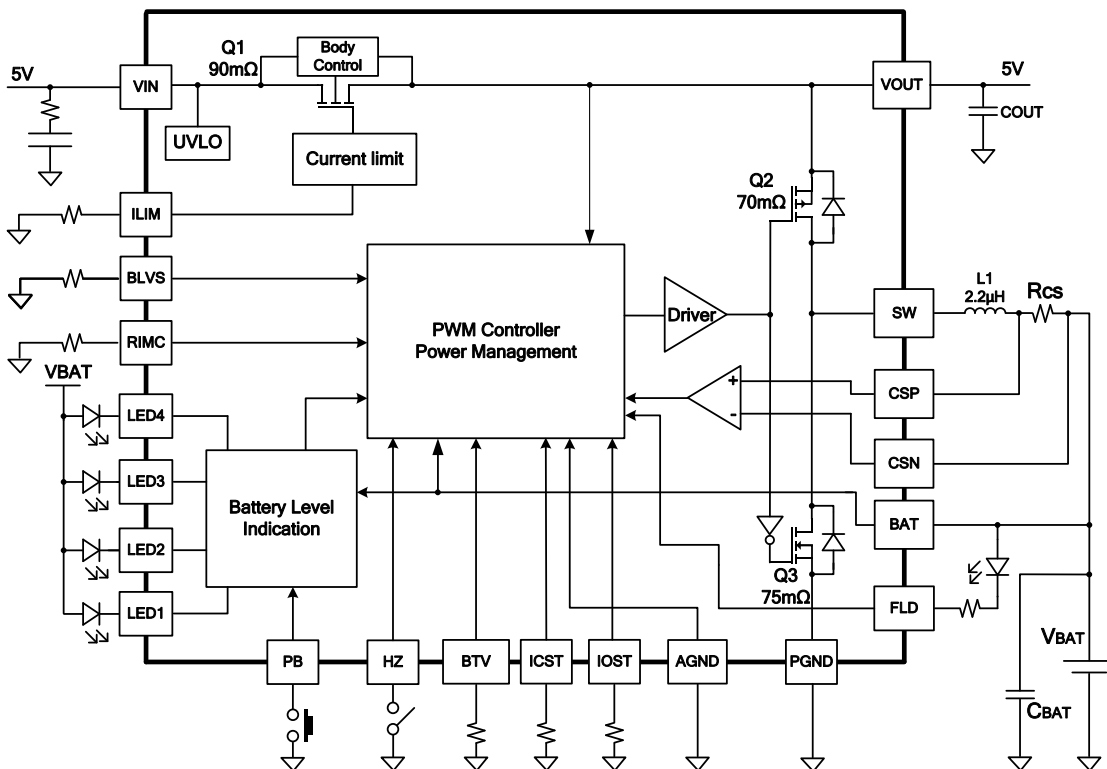 Q1
90mΩ
Body
Control
5V
VIN
VOUT
5V
UVLO
Current limit
COUT
ILIM
Q2
70mΩ
BLVS
PWM Controller
Power Management
Driver
SW
L1
2.2µH
RCS
RIMC
VBAT
+
-
CSP
LED4
CSN
LED3
Battery Level
Indication
BAT
LED2
Q3
75mΩ
LED1
FLD
VBAT
PB
HZ
BTV
ICST
IOST
AGND
PGND
CBAT